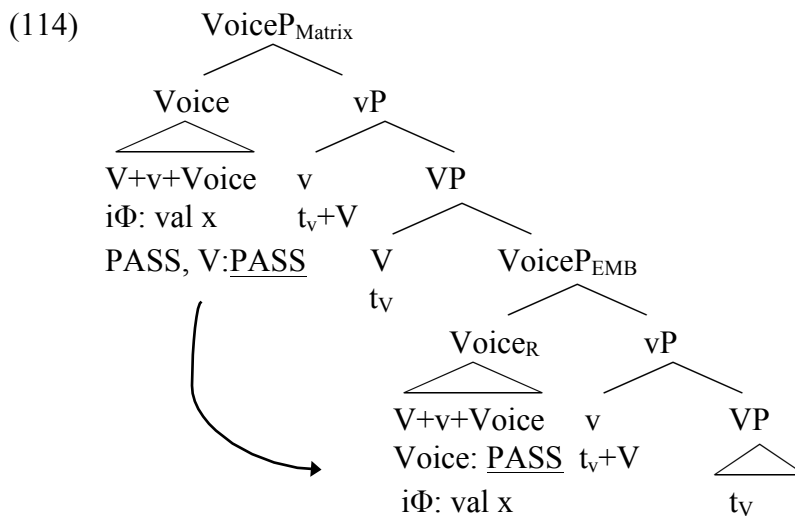 (114) VoiceP_Matrix
Voice vP
V+v+Voice v VP
iΦ: val x t_v+V
PASS, V:PASS V VoiceP_EMB
t_V
Voice_R vP
V+v+Voice v VP
Voice: PASS t_v+V
iΦ: val x t_V